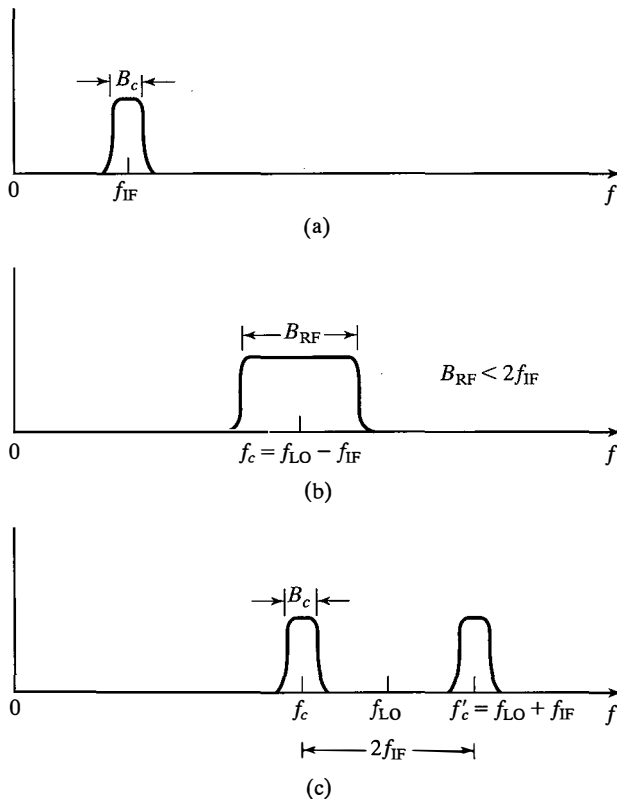 B_c
0
f_IF
f
(a)
B_RF
B_RF < 2f_IF
0
f_c = f_LO − f_IF
f
(b)
B_c
0
f_c
f_LO
f'_c = f_LO + f_IF
f
2f_IF
(c)